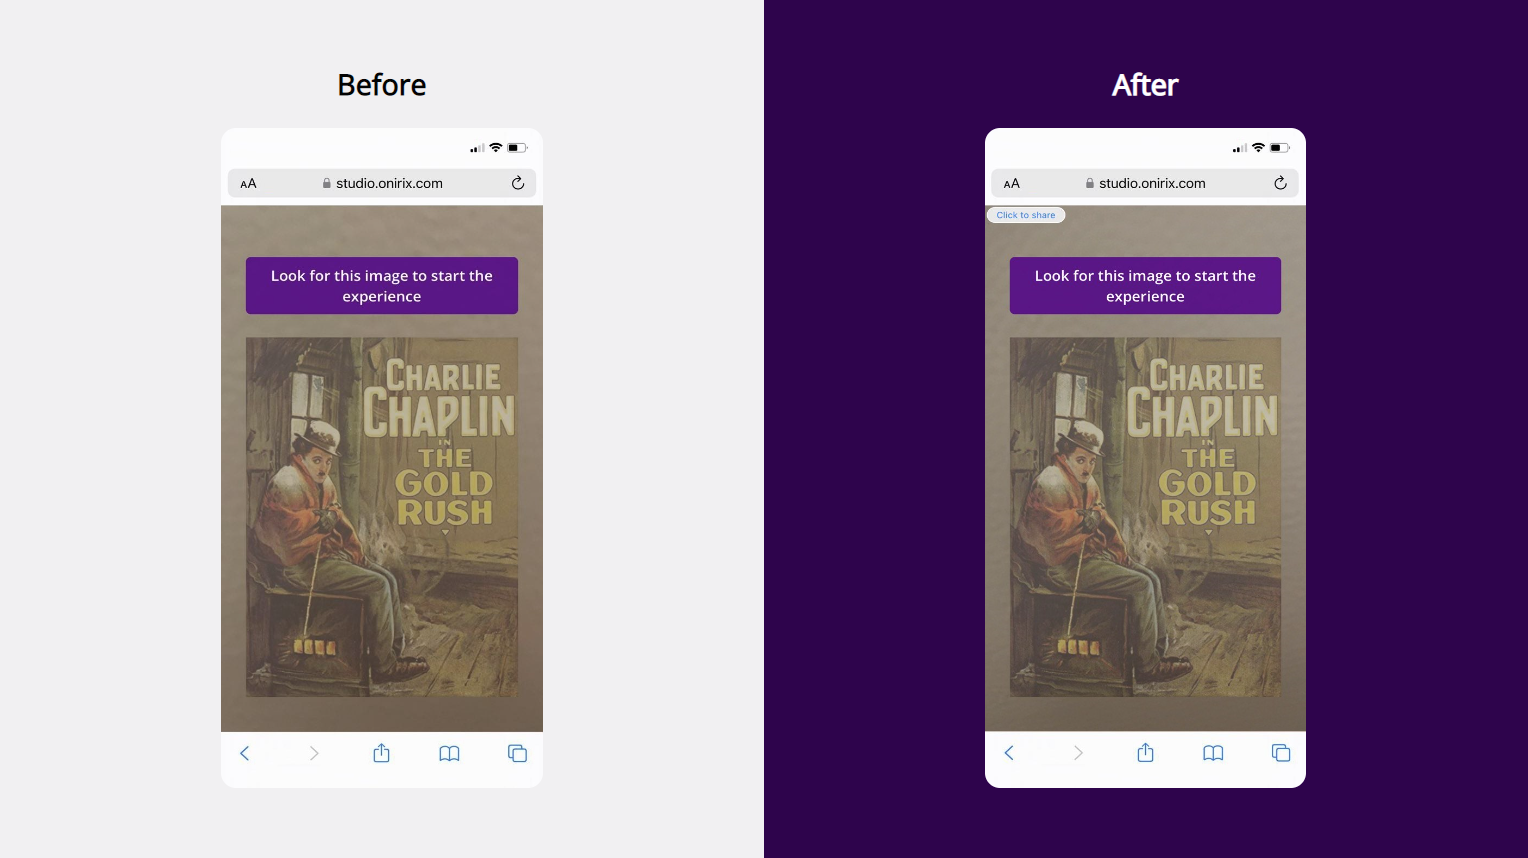 Before
AA studio.onirix.com
Look for this image to start the
experience
CHARLIE
CHAPLIN
IN
THE
GOLD
RUSH
After
AA studio.onirix.com
Click to share
Look for this image to start the
experience
CHARLIE
CHAPLIN
IN
THE
GOLD
RUSH